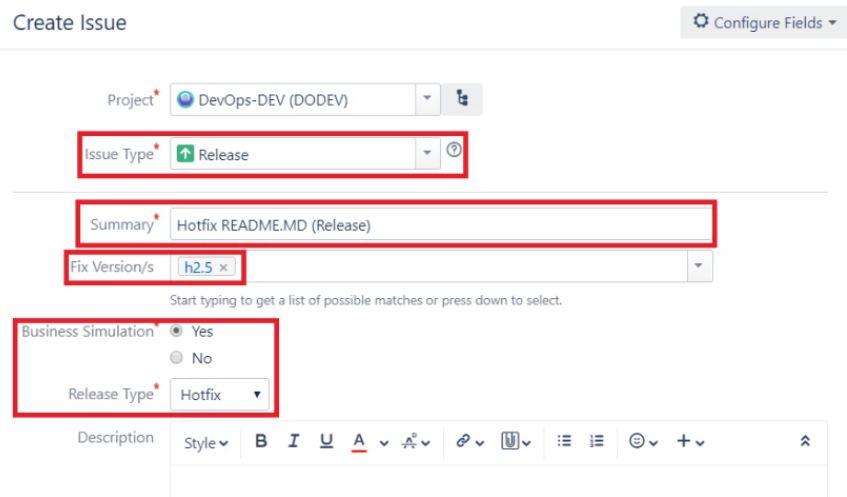 Create Issue
Configure Fields
Project* DevOps-DEV (DODEV)
Issue Type* Release
Summary* Hotfix README.MD (Release)
Fix Version/s h2.5 ×
Start typing to get a list of possible matches or press down to select.
Business Simulation* Yes
No
Release Type* Hotfix
Description Style B I U A